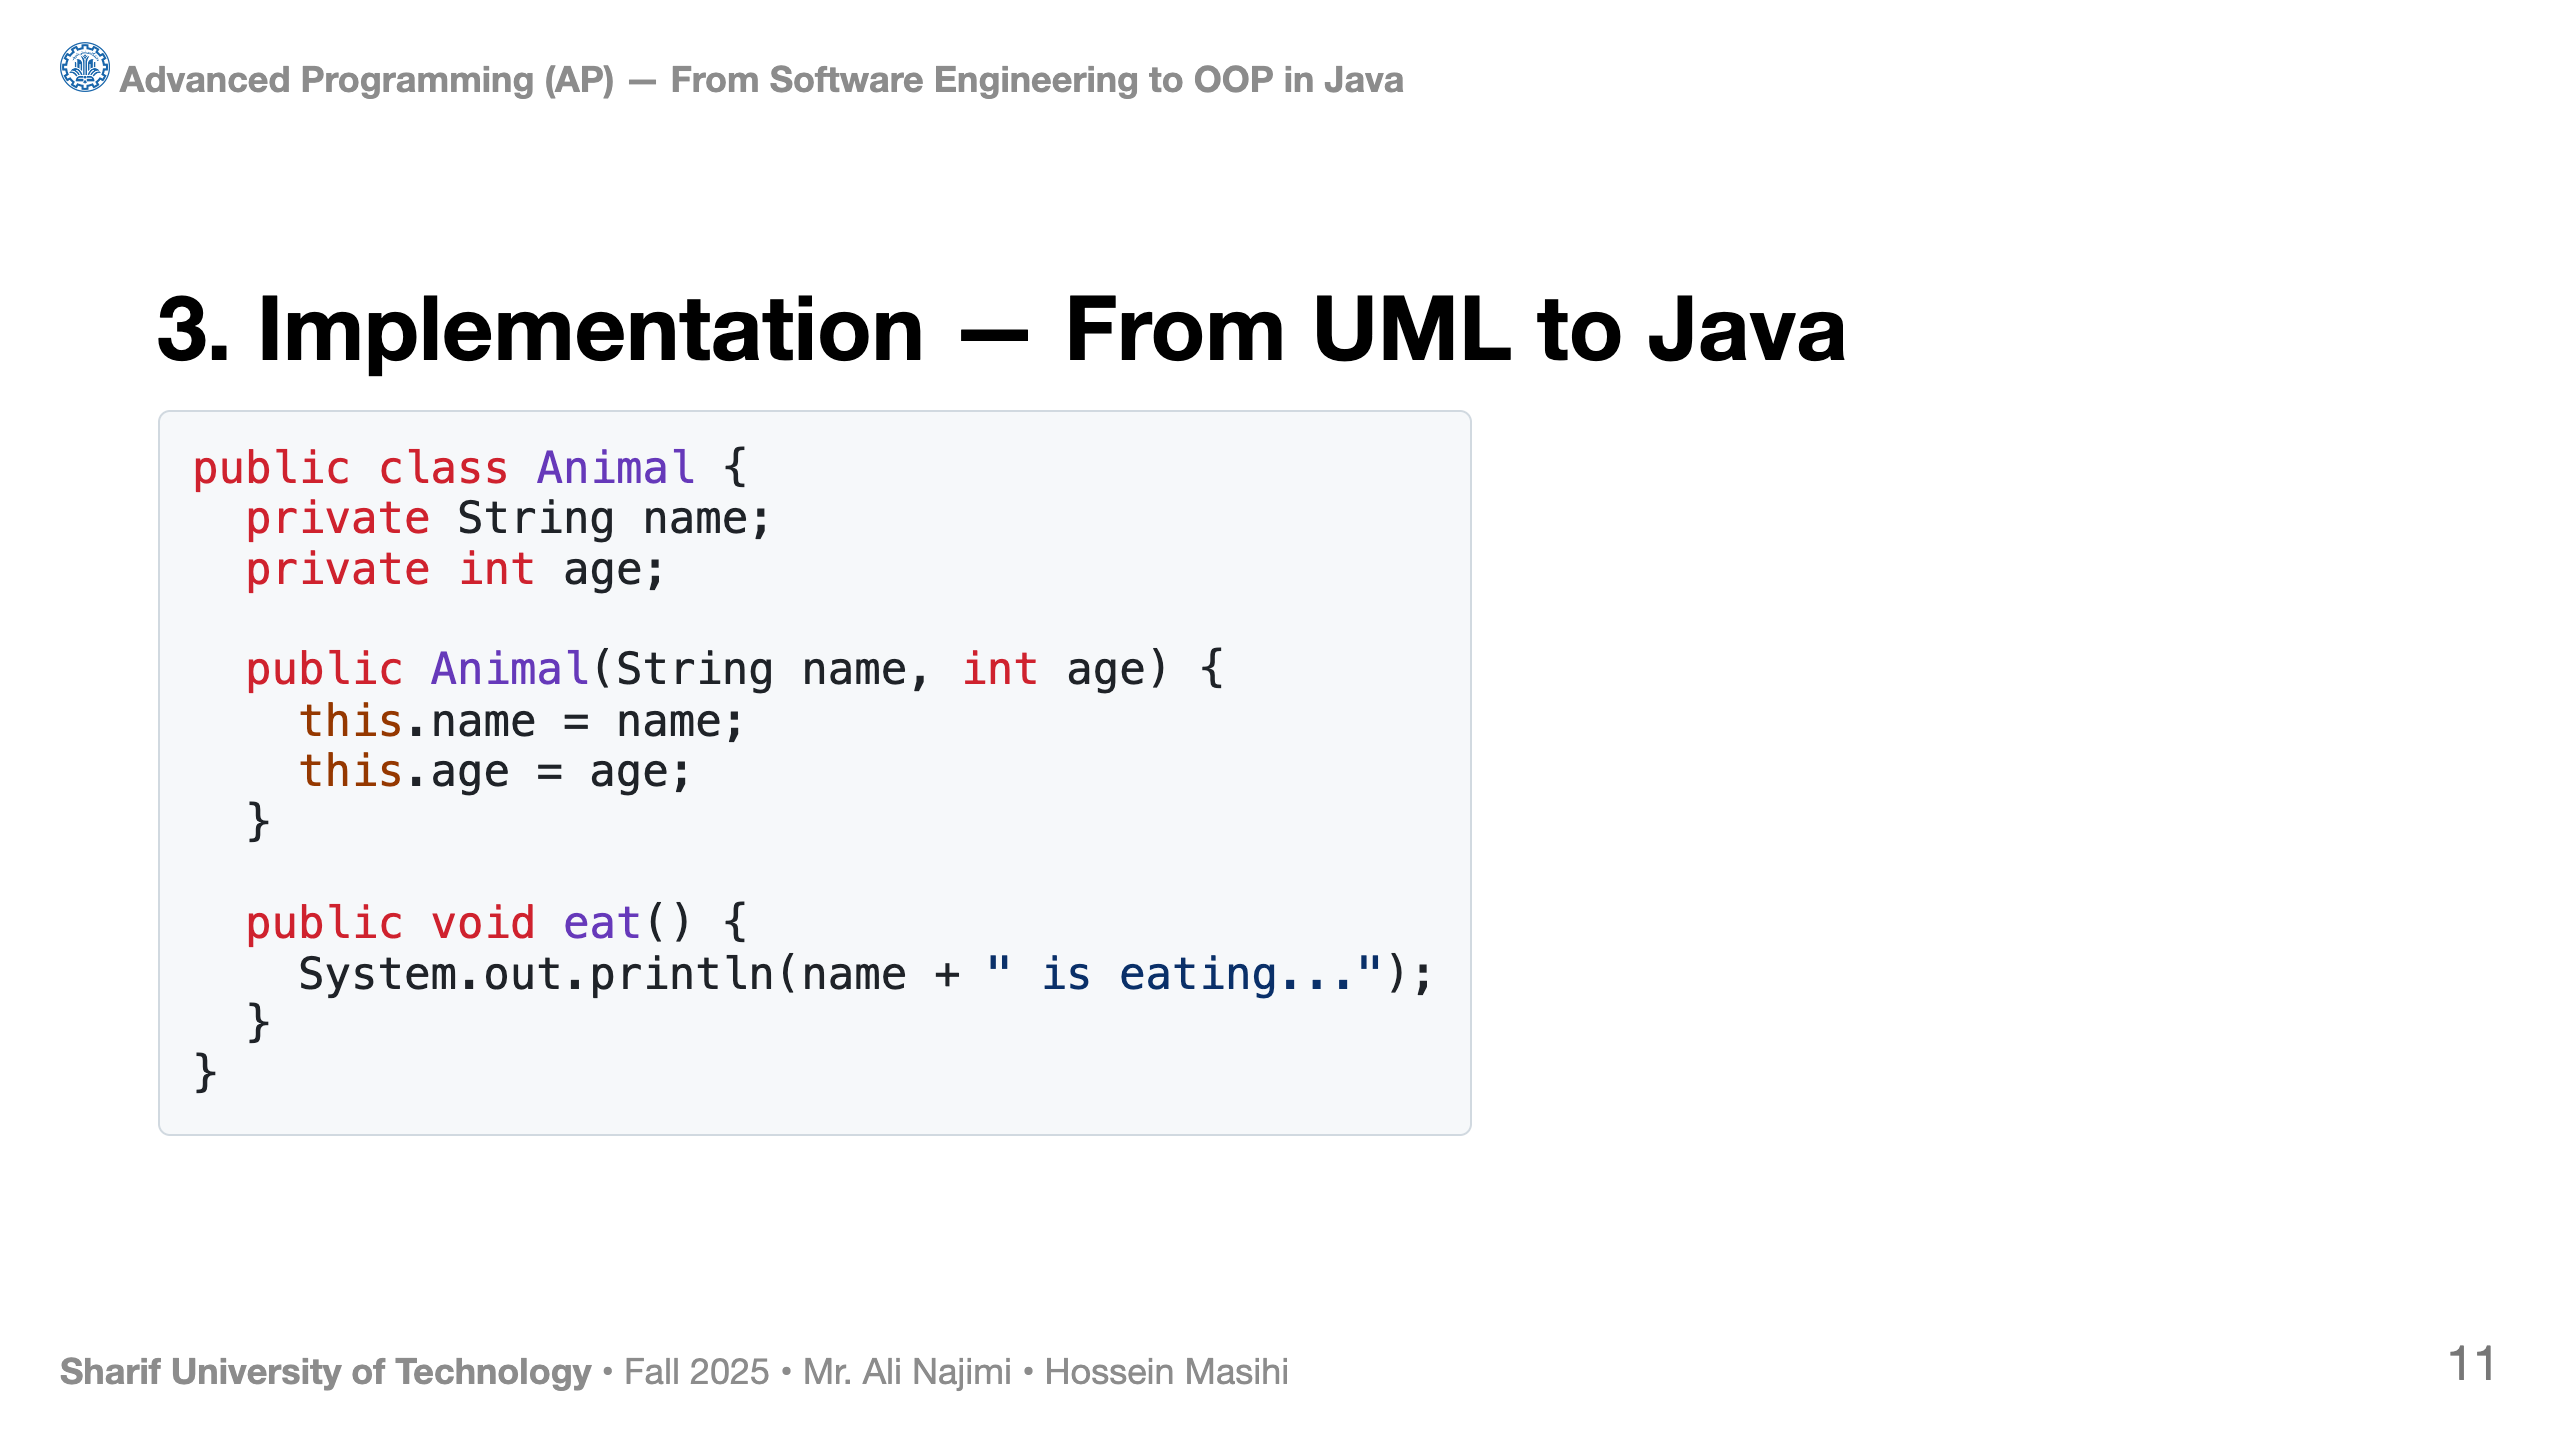 Advanced Programming (AP) — From Software Engineering to OOP in Java
3. Implementation — From UML to Java
public class Animal {
  private String name;
  private int age;

  public Animal(String name, int age) {
    this.name = name;
    this.age = age;
  }

  public void eat() {
    System.out.println(name + " is eating...");
  }
}
Sharif University of Technology • Fall 2025 • Mr. Ali Najimi • Hossein Masihi
11